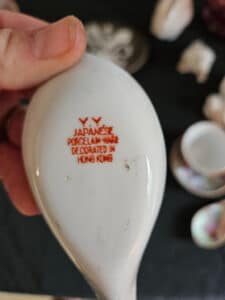 Y Y
JAPANESE
PORCELAIN WARE
DECORATED IN
HONG KONG